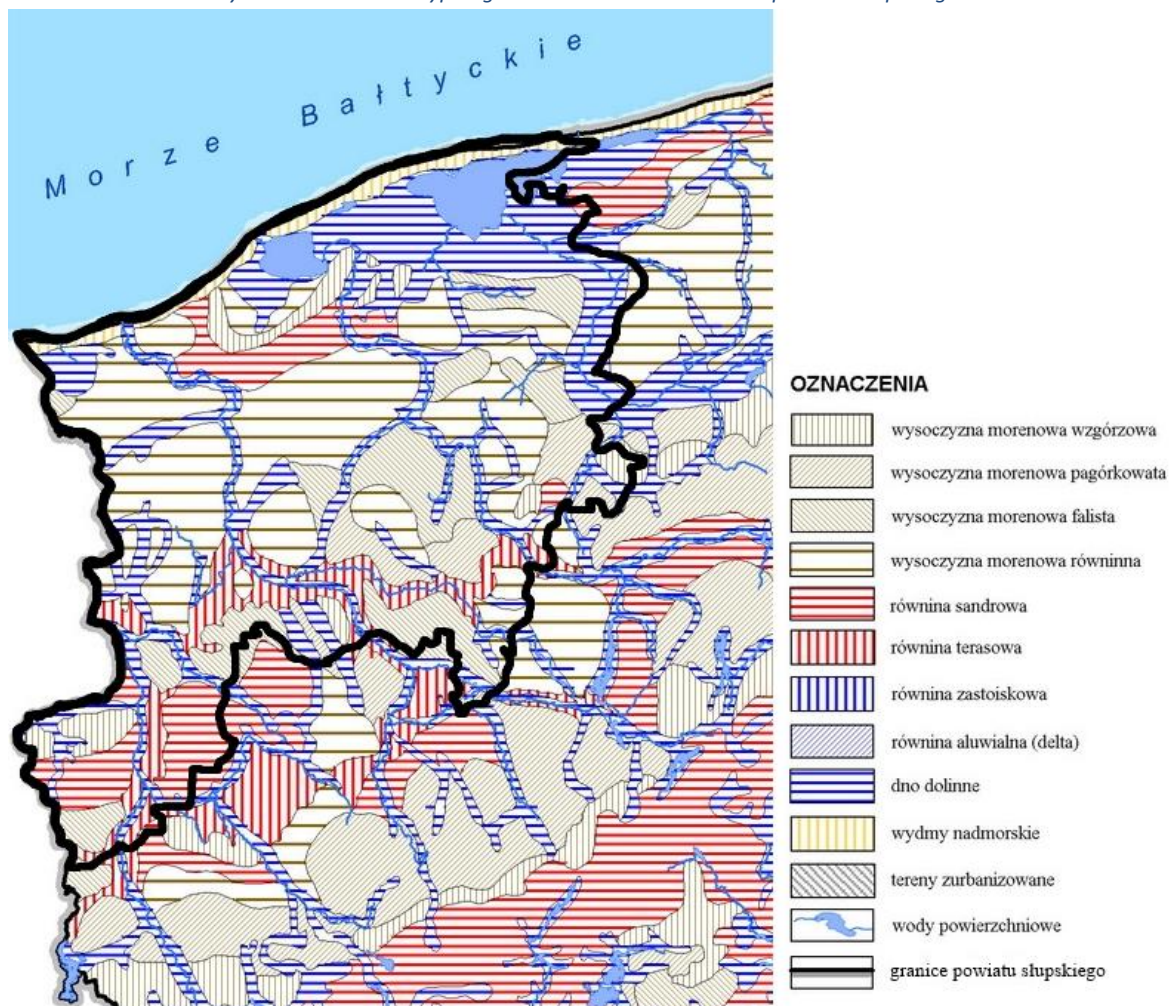 Morze Bałtyckie
OZNACZENIA
wysoczyzna morenowa wzgórzowa
wysoczyzna morenowa pagórkowata
wysoczyzna morenowa falista
wysoczyzna morenowa równinna
równina sandrowa
równina terasowa
równina zastoiskowa
równina aluwialna (delta)
dno dolinne
wydmy nadmorskie
tereny zurbanizowane
wody powierzchniowe
granice powiatu słupskiego